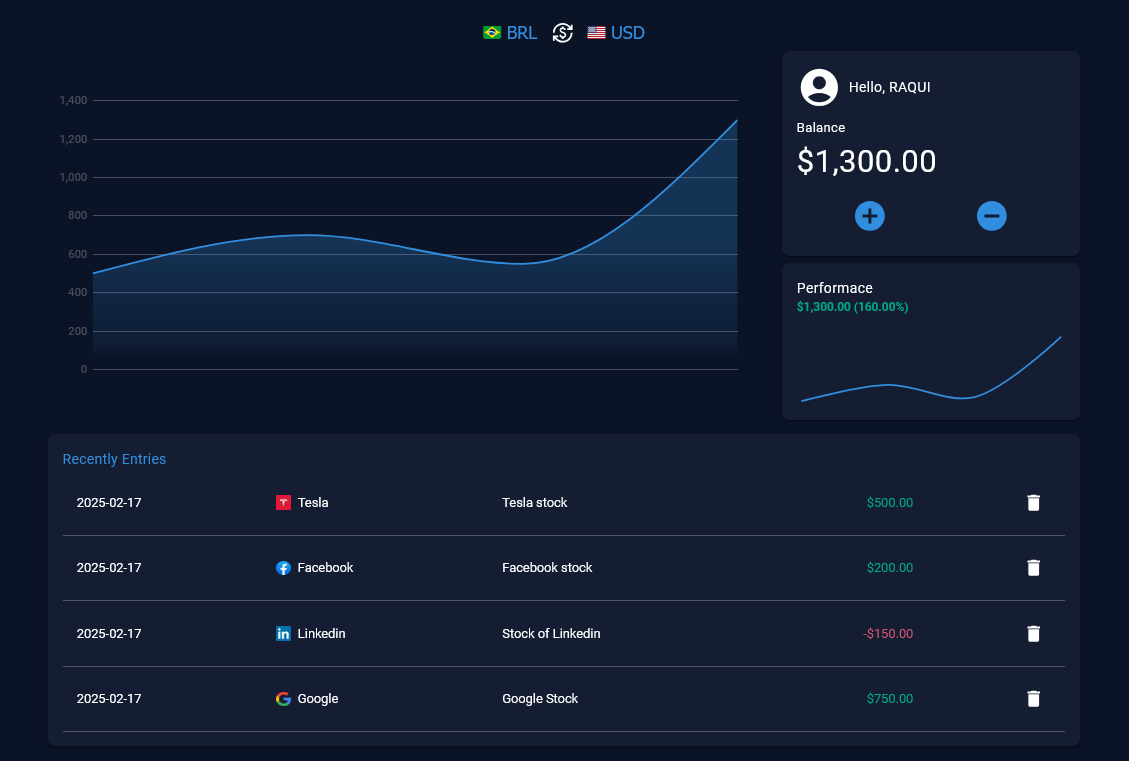 BRL USD
1,400
1,200
1,000
800
600
400
200
0
Hello, RAQUI
Balance
$1,300.00
Performace
$1,300.00 (160.00%)
Recently Entries
2025-02-17 Tesla Tesla stock $500.00
2025-02-17 Facebook Facebook stock $200.00
2025-02-17 Linkedin Stock of Linkedin -$150.00
2025-02-17 Google Google Stock $750.00